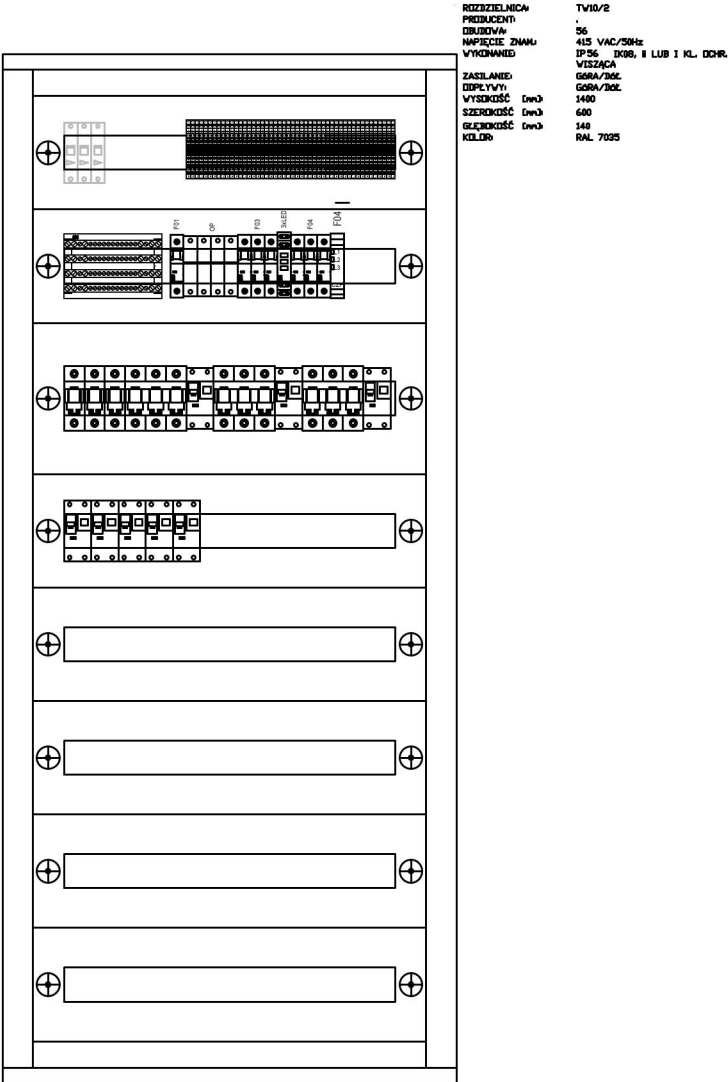 ROZDZIELNICA: TW10/2
PRODUCENT: .
OBUDOWA: 56
NAPIĘCIE ZNAM.: 415 VAC/50Hz
WYKONANIE: IP56 IK08, II LUB I KL. OCHR.
WISZĄCA
ZASILANIE: GÓRA/DÓŁ
ODPŁYWY: GÓRA/DÓŁ
WYSOKOŚĆ [mm]: 1400
SZEROKOŚĆ [mm]: 600
GŁĘBOKOŚĆ [mm]: 140
KOLOR: RAL 7035
F01
OP
F03
3xLED
F04
F04
L2
L3